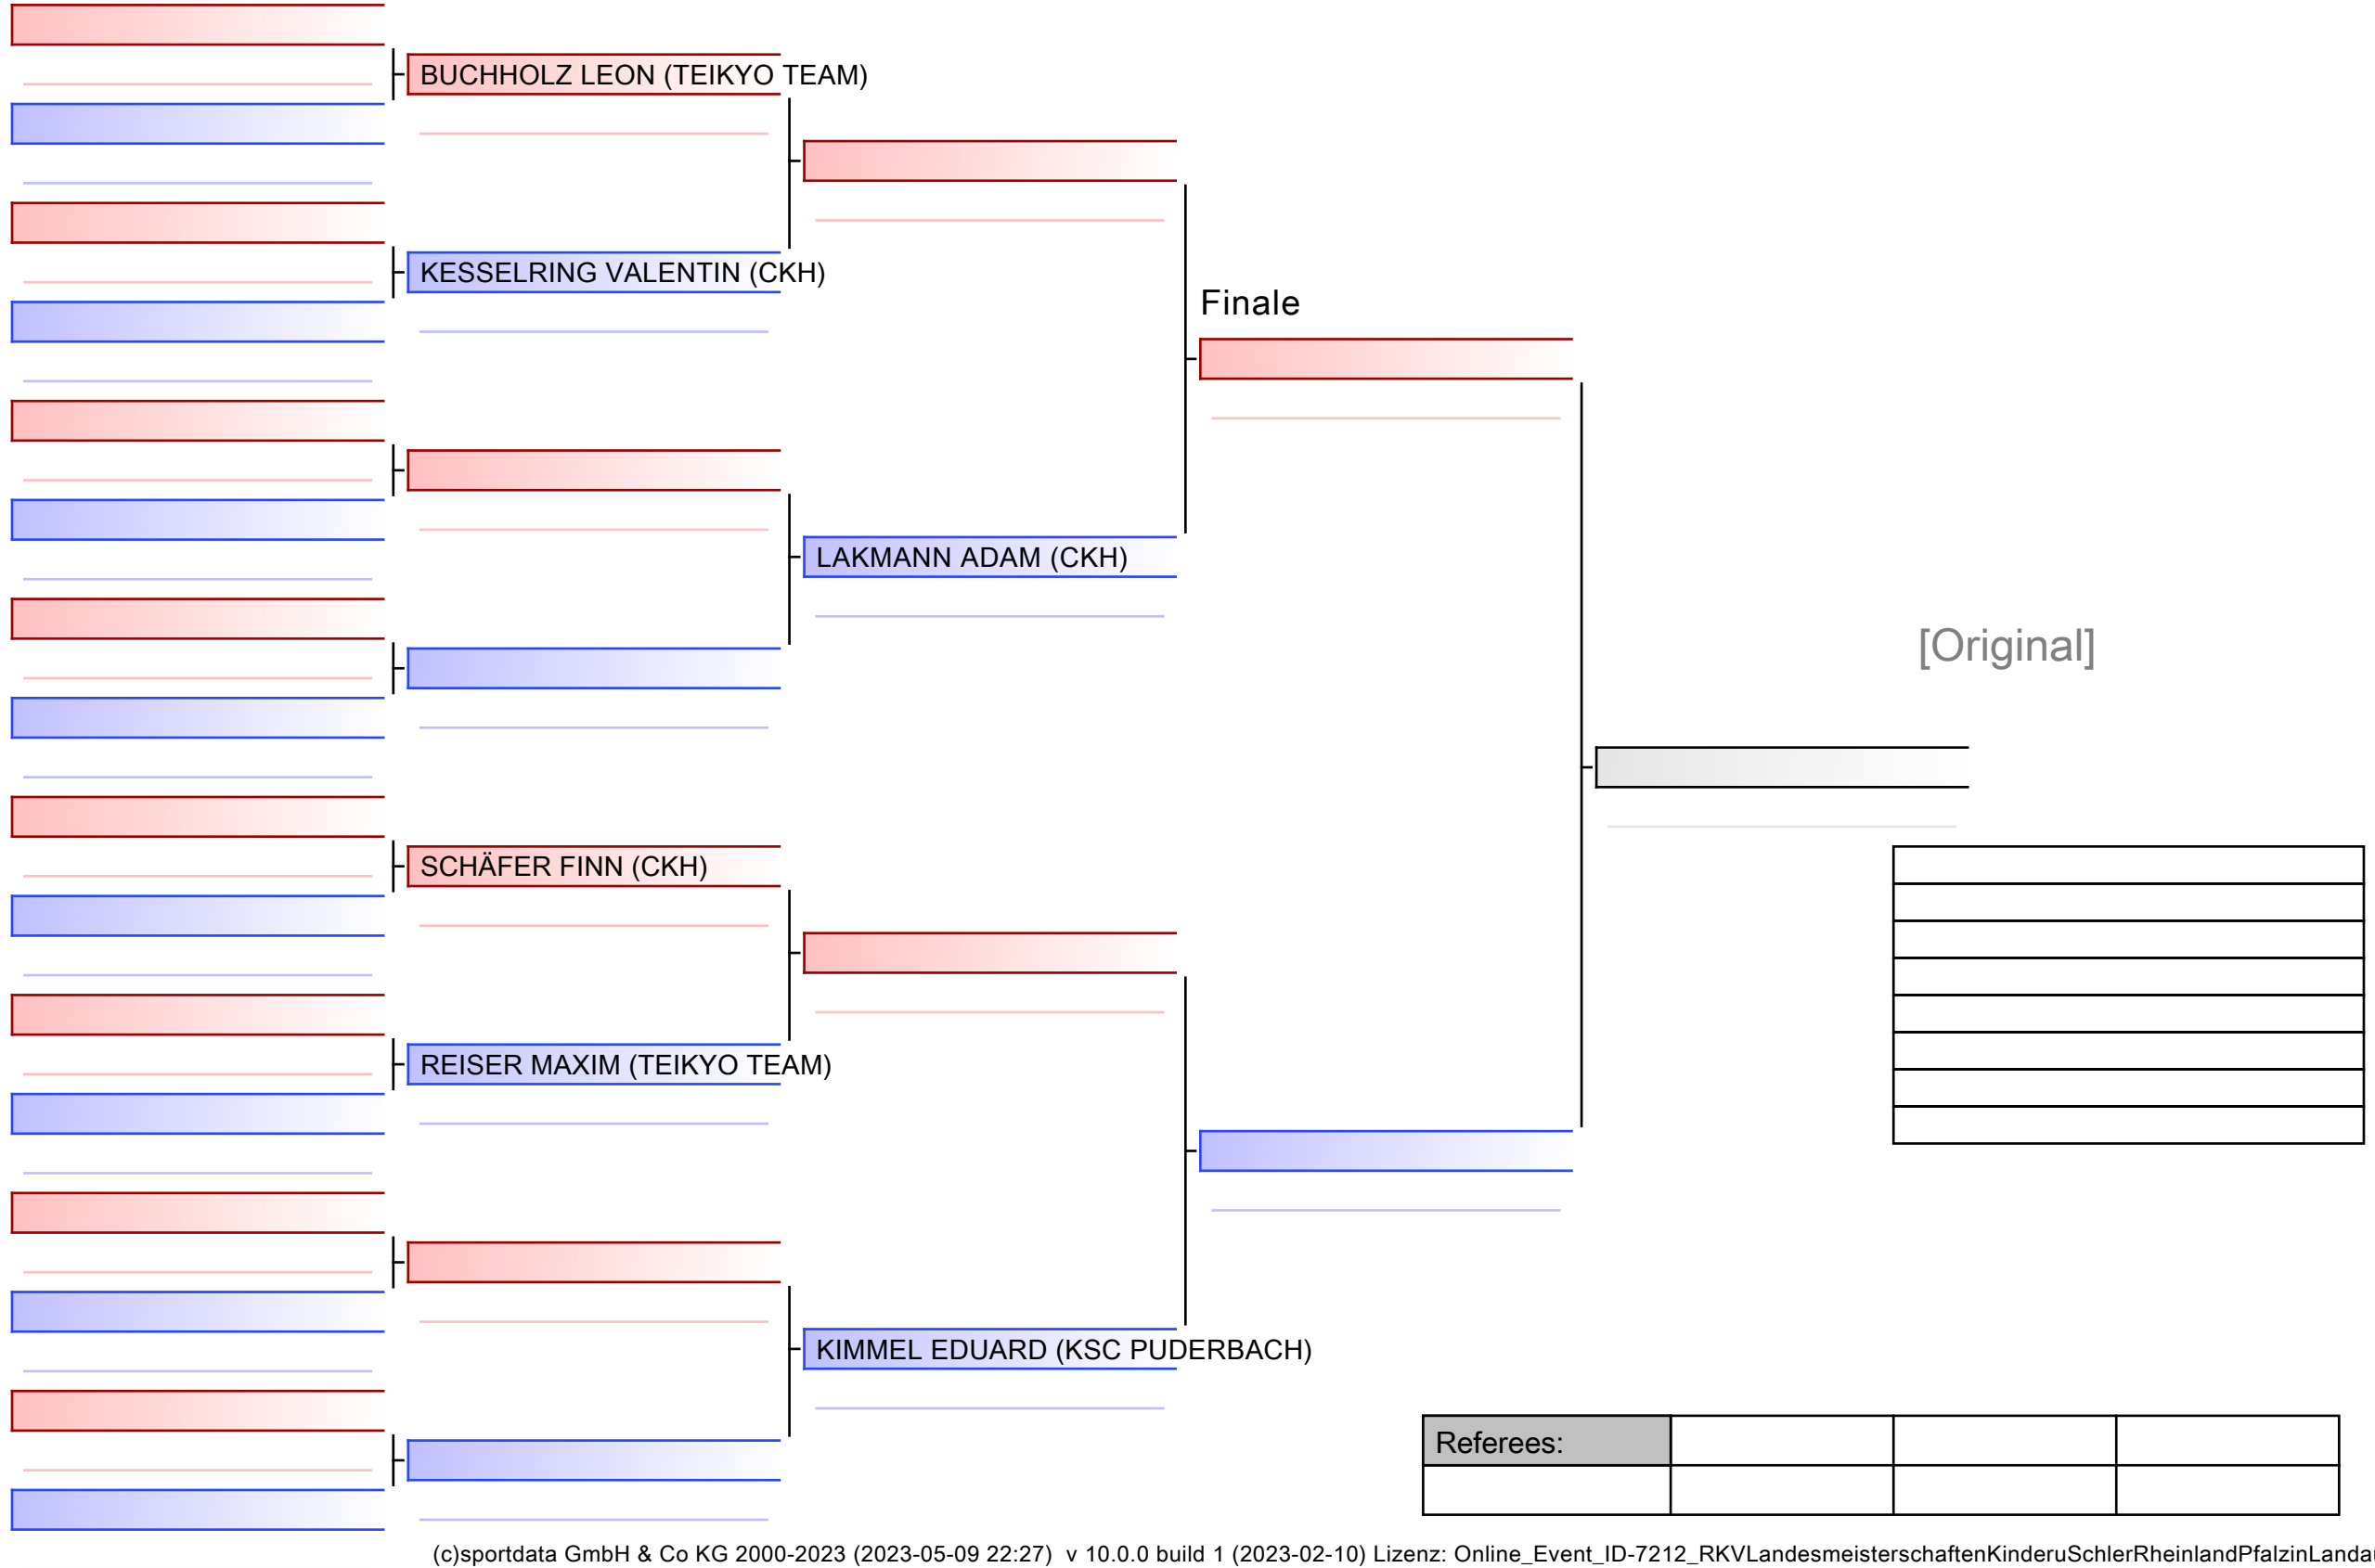 BUCHHOLZ LEON (TEIKYO TEAM)
KESSELRING VALENTIN (CKH)
Finale
LAKMANN ADAM (CKH)
[Original]
SCHÄFER FINN (CKH)
REISER MAXIM (TEIKYO TEAM)
KIMMEL EDUARD (KSC PUDERBACH)
Referees:
(c)sportdata GmbH & Co KG 2000-2023 (2023-05-09 22:27) v 10.0.0 build 1 (2023-02-10) Lizenz: Online_Event_ID-7212_RKVLandesmeisterschaftenKinderuSchlerRheinlandPfalzinLanda